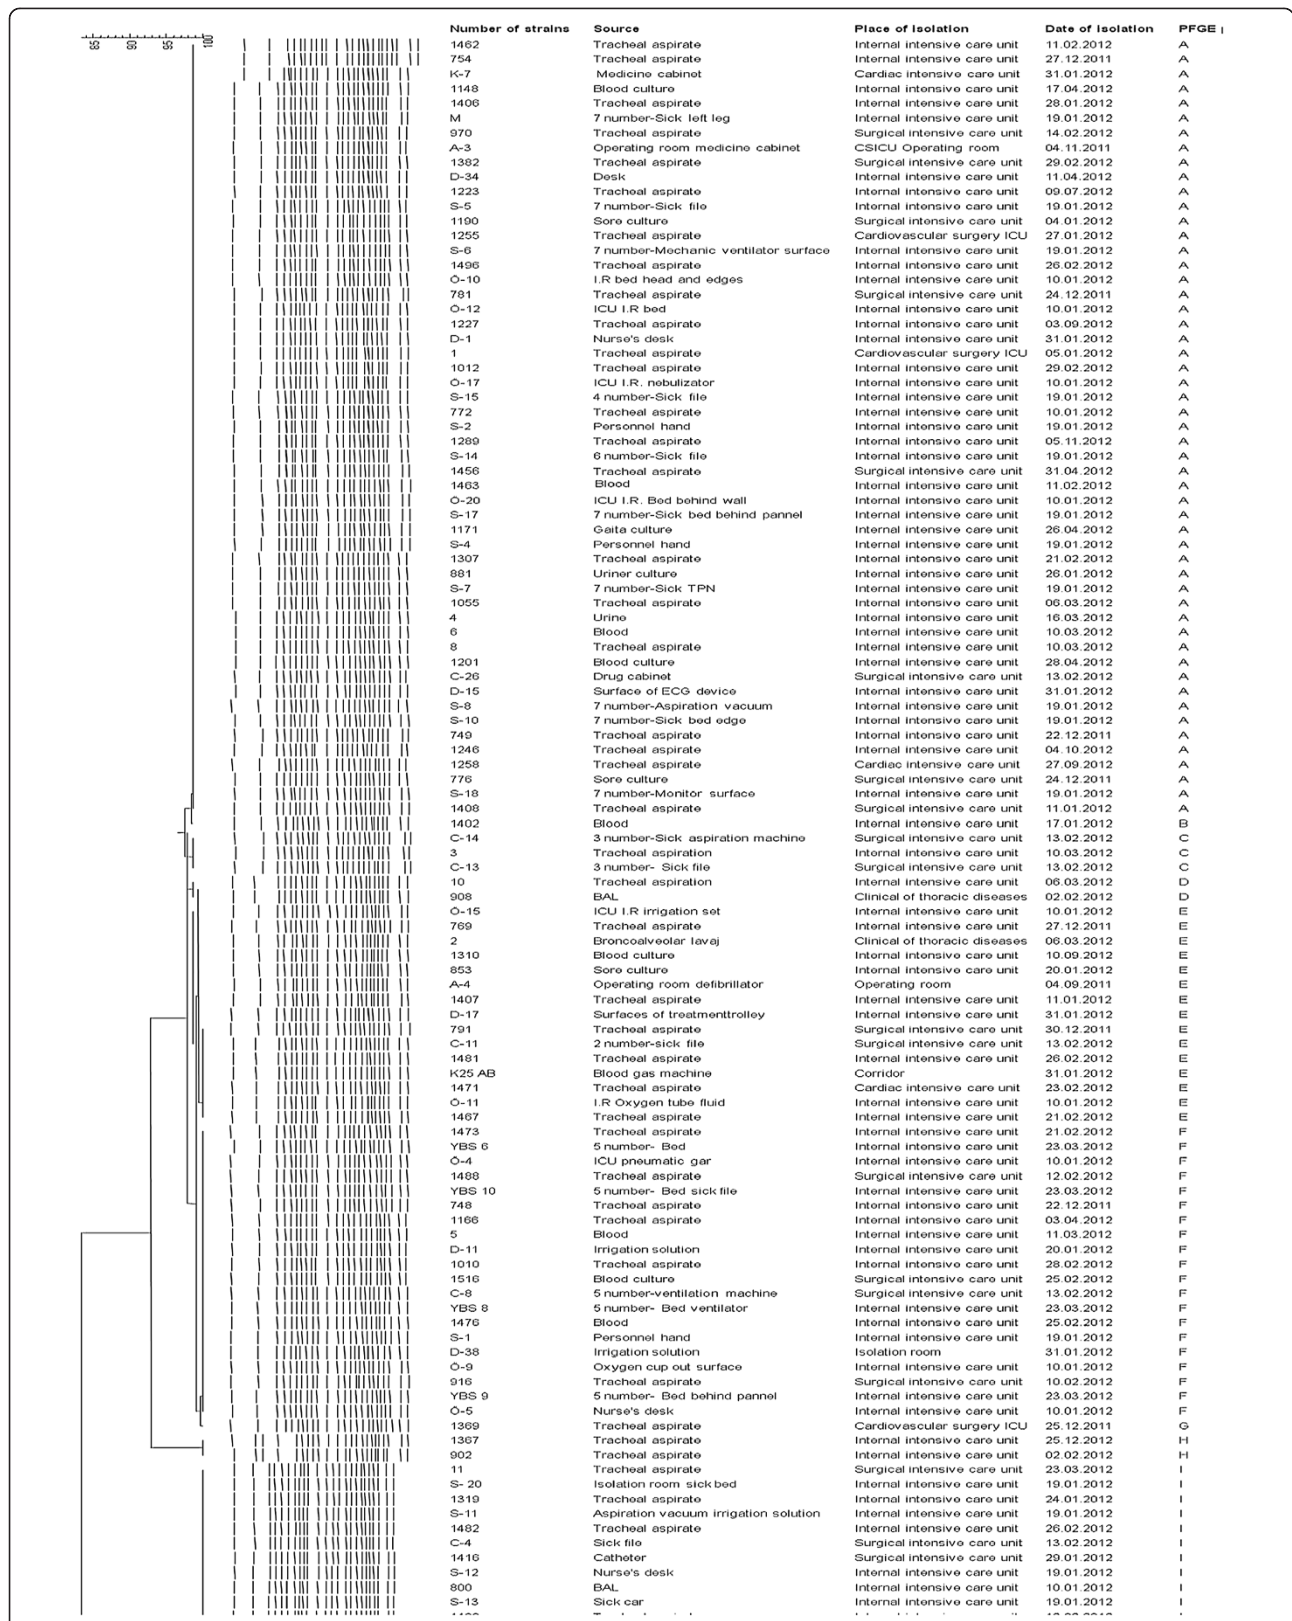 85 90 95 100
Number of strains Source Place of Isolation Date of Isolation PFGE
1462 Tracheal aspirate Internal intensive care unit 11.02.2012 A
754 Tracheal aspirate Internal intensive care unit 27.12.2011 A
K-7 Medicine cabinet Cardiac intensive care unit 31.01.2012 A
1148 Blood culture Internal intensive care unit 17.04.2012 A
1406 Tracheal aspirate Internal intensive care unit 28.01.2012 A
M 7 number-Sick left leg Internal intensive care unit 19.01.2012 A
970 Tracheal aspirate Surgical intensive care unit 14.02.2012 A
A-3 Operating room medicine cabinet CSICU Operating room 04.11.2011 A
1382 Tracheal aspirate Surgical intensive care unit 29.02.2012 A
D-34 Desk Internal intensive care unit 11.04.2012 A
1223 Tracheal aspirate Internal intensive care unit 09.07.2012 A
S-5 7 number-Sick file Internal intensive care unit 19.01.2012 A
1190 Sore culture Surgical intensive care unit 04.01.2012 A
1255 Tracheal aspirate Cardiovascular surgery ICU 27.01.2012 A
S-6 7 number-Mechanic ventilator surface Internal intensive care unit 19.01.2012 A
1496 Tracheal aspirate Internal intensive care unit 26.02.2012 A
Ö-10 I.R bed head and edges Internal intensive care unit 10.01.2012 A
781 Tracheal aspirate Surgical intensive care unit 24.12.2011 A
Ö-12 ICU I.R bed Internal intensive care unit 10.01.2012 A
1227 Tracheal aspirate Internal intensive care unit 03.09.2012 A
D-1 Nurse's desk Internal intensive care unit 31.01.2012 A
1 Tracheal aspirate Cardiovascular surgery ICU 05.01.2012 A
1012 Tracheal aspirate Internal intensive care unit 29.02.2012 A
Ö-17 ICU I.R. nebulizator Internal intensive care unit 10.01.2012 A
S-15 4 number-Sick file Internal intensive care unit 19.01.2012 A
772 Tracheal aspirate Internal intensive care unit 10.01.2012 A
S-2 Personnel hand Internal intensive care unit 19.01.2012 A
1289 Tracheal aspirate Internal intensive care unit 05.11.2012 A
S-14 6 number-Sick file Internal intensive care unit 19.01.2012 A
1456 Tracheal aspirate Surgical intensive care unit 31.04.2012 A
1463 Blood Internal intensive care unit 11.02.2012 A
Ö-20 ICU I.R. Bed behind wall Internal intensive care unit 10.01.2012 A
S-17 7 number-Sick bed behind pannel Internal intensive care unit 19.01.2012 A
1171 Gaita culture Internal intensive care unit 26.04.2012 A
S-4 Personnel hand Internal intensive care unit 19.01.2012 A
1307 Tracheal aspirate Internal intensive care unit 21.02.2012 A
881 Uriner culture Internal intensive care unit 26.01.2012 A
S-7 7 number-Sick TPN Internal intensive care unit 19.01.2012 A
1055 Tracheal aspirate Internal intensive care unit 06.03.2012 A
4 Urine Internal intensive care unit 16.03.2012 A
6 Blood Internal intensive care unit 10.03.2012 A
8 Tracheal aspirate Internal intensive care unit 10.03.2012 A
1201 Blood culture Internal intensive care unit 28.04.2012 A
C-26 Drug cabinet Surgical intensive care unit 13.02.2012 A
D-15 Surface of ECG device Internal intensive care unit 31.01.2012 A
S-8 7 number-Aspiration vacuum Internal intensive care unit 19.01.2012 A
S-10 7 number-Sick bed edge Internal intensive care unit 19.01.2012 A
749 Tracheal aspirate Internal intensive care unit 22.12.2011 A
1246 Tracheal aspirate Internal intensive care unit 04.10.2012 A
1258 Tracheal aspirate Cardiac intensive care unit 27.09.2012 A
776 Sore culture Surgical intensive care unit 24.12.2011 A
S-18 7 number-Monitor surface Internal intensive care unit 19.01.2012 A
1408 Tracheal aspirate Surgical intensive care unit 11.01.2012 A
1402 Blood Internal intensive care unit 17.01.2012 B
C-14 3 number-Sick aspiration machine Surgical intensive care unit 13.02.2012 C
3 Tracheal aspiration Internal intensive care unit 10.03.2012 C
C-13 3 number- Sick file Surgical intensive care unit 13.02.2012 C
10 Tracheal aspiration Internal intensive care unit 06.03.2012 D
908 BAL Clinical of thoracic diseases 02.02.2012 D
Ö-15 ICU I.R irrigation set Internal intensive care unit 10.01.2012 E
769 Tracheal aspirate Internal intensive care unit 27.12.2011 E
2 Broncoalveolar lavaj Clinical of thoracic diseases 06.03.2012 E
1310 Blood culture Internal intensive care unit 10.09.2012 E
853 Sore culture Internal intensive care unit 20.01.2012 E
A-4 Operating room defibrillator Operating room 04.09.2011 E
1407 Tracheal aspirate Internal intensive care unit 11.01.2012 E
D-17 Surfaces of treatmenttrolley Internal intensive care unit 31.01.2012 E
791 Tracheal aspirate Surgical intensive care unit 30.12.2011 E
C-11 2 number-sick file Surgical intensive care unit 13.02.2012 E
1481 Tracheal aspirate Internal intensive care unit 26.02.2012 E
K25 AB Blood gas machine Corridor 31.01.2012 E
1471 Tracheal aspirate Cardiac intensive care unit 23.02.2012 E
Ö-11 I.R Oxygen tube fluid Internal intensive care unit 10.01.2012 E
1467 Tracheal aspirate Internal intensive care unit 21.02.2012 E
1473 Tracheal aspirate Internal intensive care unit 21.02.2012 F
YBS 6 5 number- Bed Internal intensive care unit 23.03.2012 F
Ö-4 ICU pneumatic gar Internal intensive care unit 10.01.2012 F
1488 Tracheal aspirate Surgical intensive care unit 12.02.2012 F
YBS 10 5 number- Bed sick file Internal intensive care unit 23.03.2012 F
748 Tracheal aspirate Internal intensive care unit 22.12.2011 F
1166 Tracheal aspirate Internal intensive care unit 03.04.2012 F
5 Blood Internal intensive care unit 11.03.2012 F
D-11 Irrigation solution Internal intensive care unit 20.01.2012 F
1010 Tracheal aspirate Internal intensive care unit 28.02.2012 F
1516 Blood culture Surgical intensive care unit 25.02.2012 F
C-8 5 number-ventilation machine Surgical intensive care unit 13.02.2012 F
YBS 8 5 number- Bed ventilator Internal intensive care unit 23.03.2012 F
1476 Blood Internal intensive care unit 25.02.2012 F
S-1 Personnel hand Internal intensive care unit 19.01.2012 F
D-38 Irrigation solution Isolation room 31.01.2012 F
Ö-9 Oxygen cup out surface Internal intensive care unit 10.01.2012 F
916 Tracheal aspirate Surgical intensive care unit 10.02.2012 F
YBS 9 5 number- Bed behind pannel Internal intensive care unit 23.03.2012 F
Ö-5 Nurse's desk Internal intensive care unit 10.01.2012 F
1369 Tracheal aspirate Cardiovascular surgery ICU 25.12.2011 G
1367 Tracheal aspirate Internal intensive care unit 25.12.2012 H
902 Tracheal aspirate Internal intensive care unit 02.02.2012 H
11 Tracheal aspirate Surgical intensive care unit 23.03.2012 I
S- 20 Isolation room sick bed Internal intensive care unit 19.01.2012 I
1319 Tracheal aspirate Internal intensive care unit 24.01.2012 I
S-11 Aspiration vacuum irrigation solution Internal intensive care unit 19.01.2012 I
1482 Tracheal aspirate Internal intensive care unit 26.02.2012 I
C-4 Sick file Surgical intensive care unit 13.02.2012 I
1416 Catheter Surgical intensive care unit 29.01.2012 I
S-12 Nurse's desk Internal intensive care unit 19.01.2012 I
800 BAL Internal intensive care unit 10.01.2012 I
S-13 Sick car Internal intensive care unit 19.01.2012 I